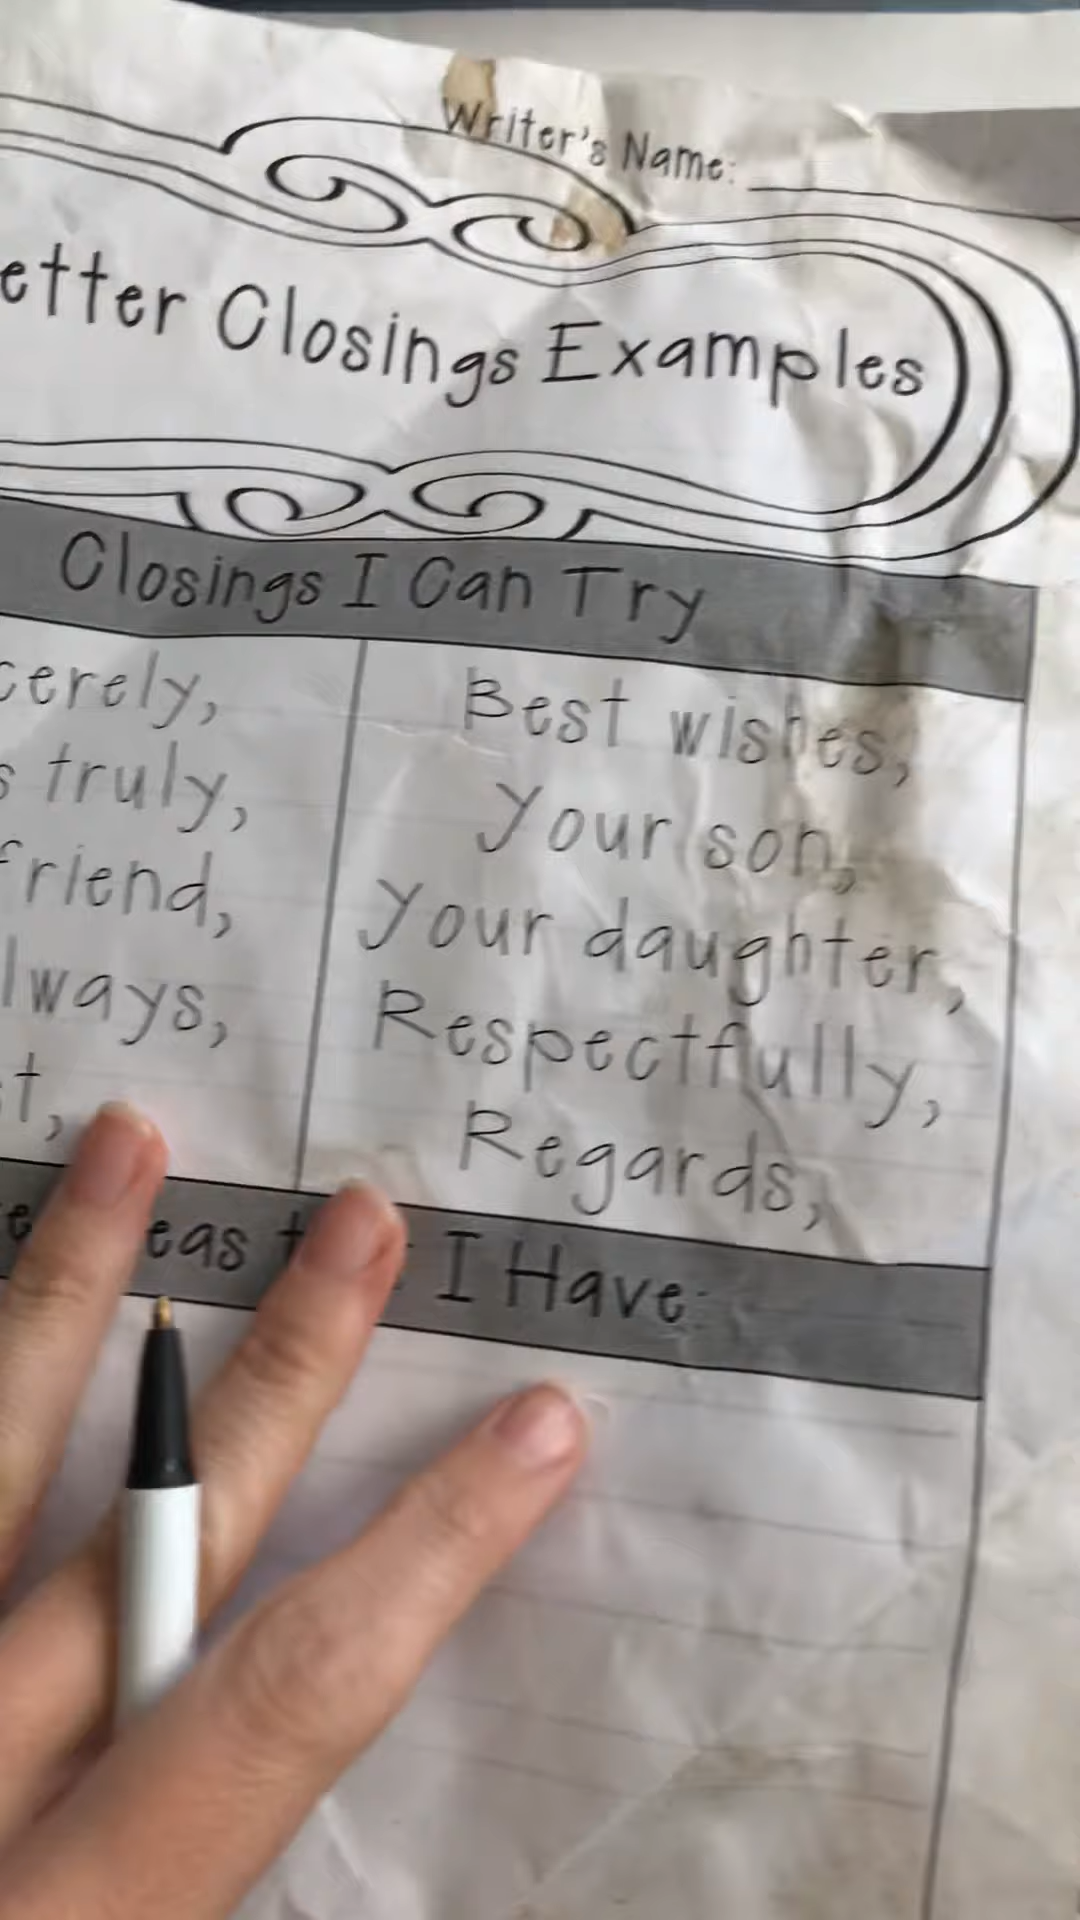 Writer's Name:
etter Closings Examples
Closings I Can Try
cerely,
s truly,
friend,
lways,
t,
Best wishes,
Your son,
Your daughter,
Respectfully,
Regards,
eas I Have: